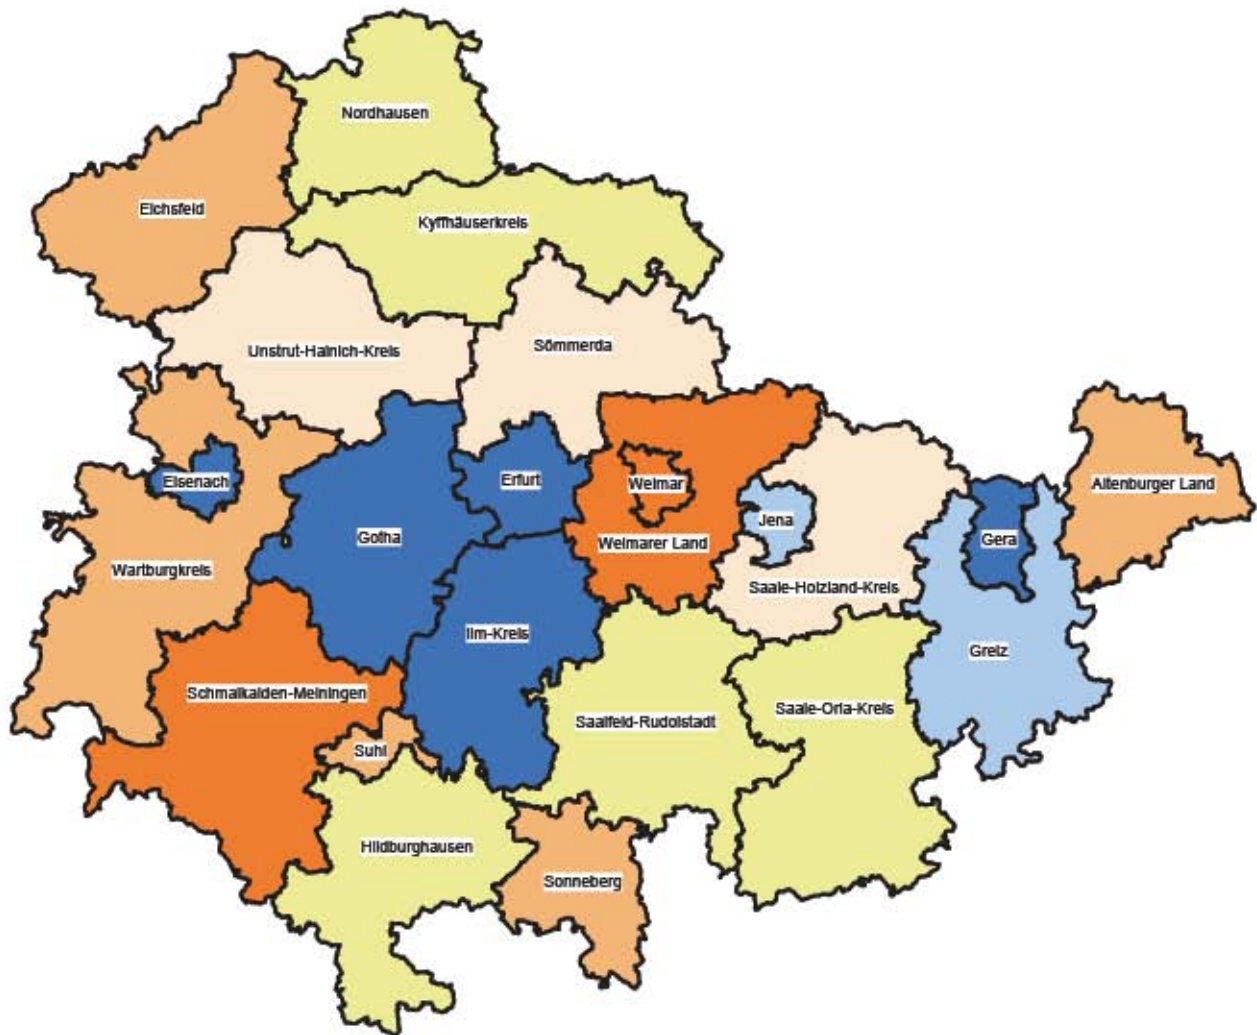 Nordhausen
Eichsfeld
Kyffhäuserkreis
Unstrut-Hainich-Kreis
Sömmerda
Eisenach
Erfurt
Weimar
Altenburger Land
Jena
Gotha
Weimarer Land
Gera
Wartburgkreis
Saale-Holzland-Kreis
Ilm-Kreis
Greiz
Schmalkalden-Meiningen
Saalfeld-Rudolstadt
Saale-Orla-Kreis
Suhl
Hildburghausen
Sonneberg